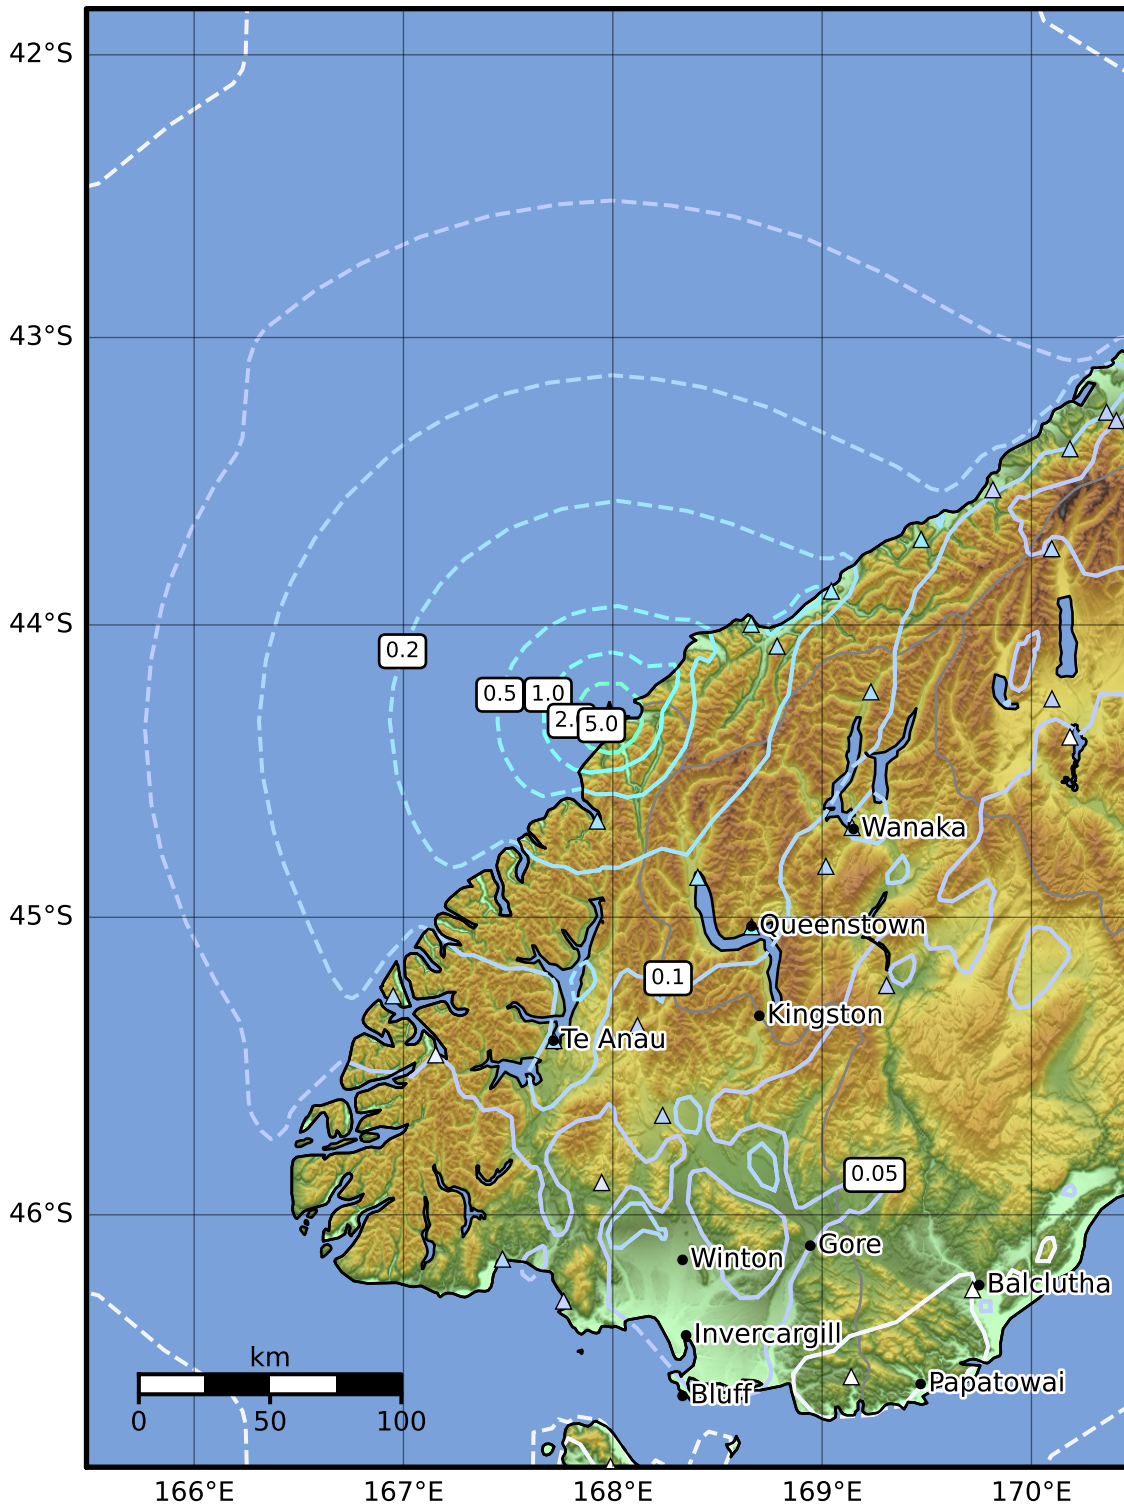 42°S
43°S
44°S
0.2
0.5
1.0
2.
5.0
Wanaka
45°S
Queenstown
0.1
Kingston
Te Anau
0.05
46°S
Gore
Winton
Balclutha
Invercargill
km
Bluff
Papatowai
0 50 100
166°E 167°E 168°E 169°E 170°E